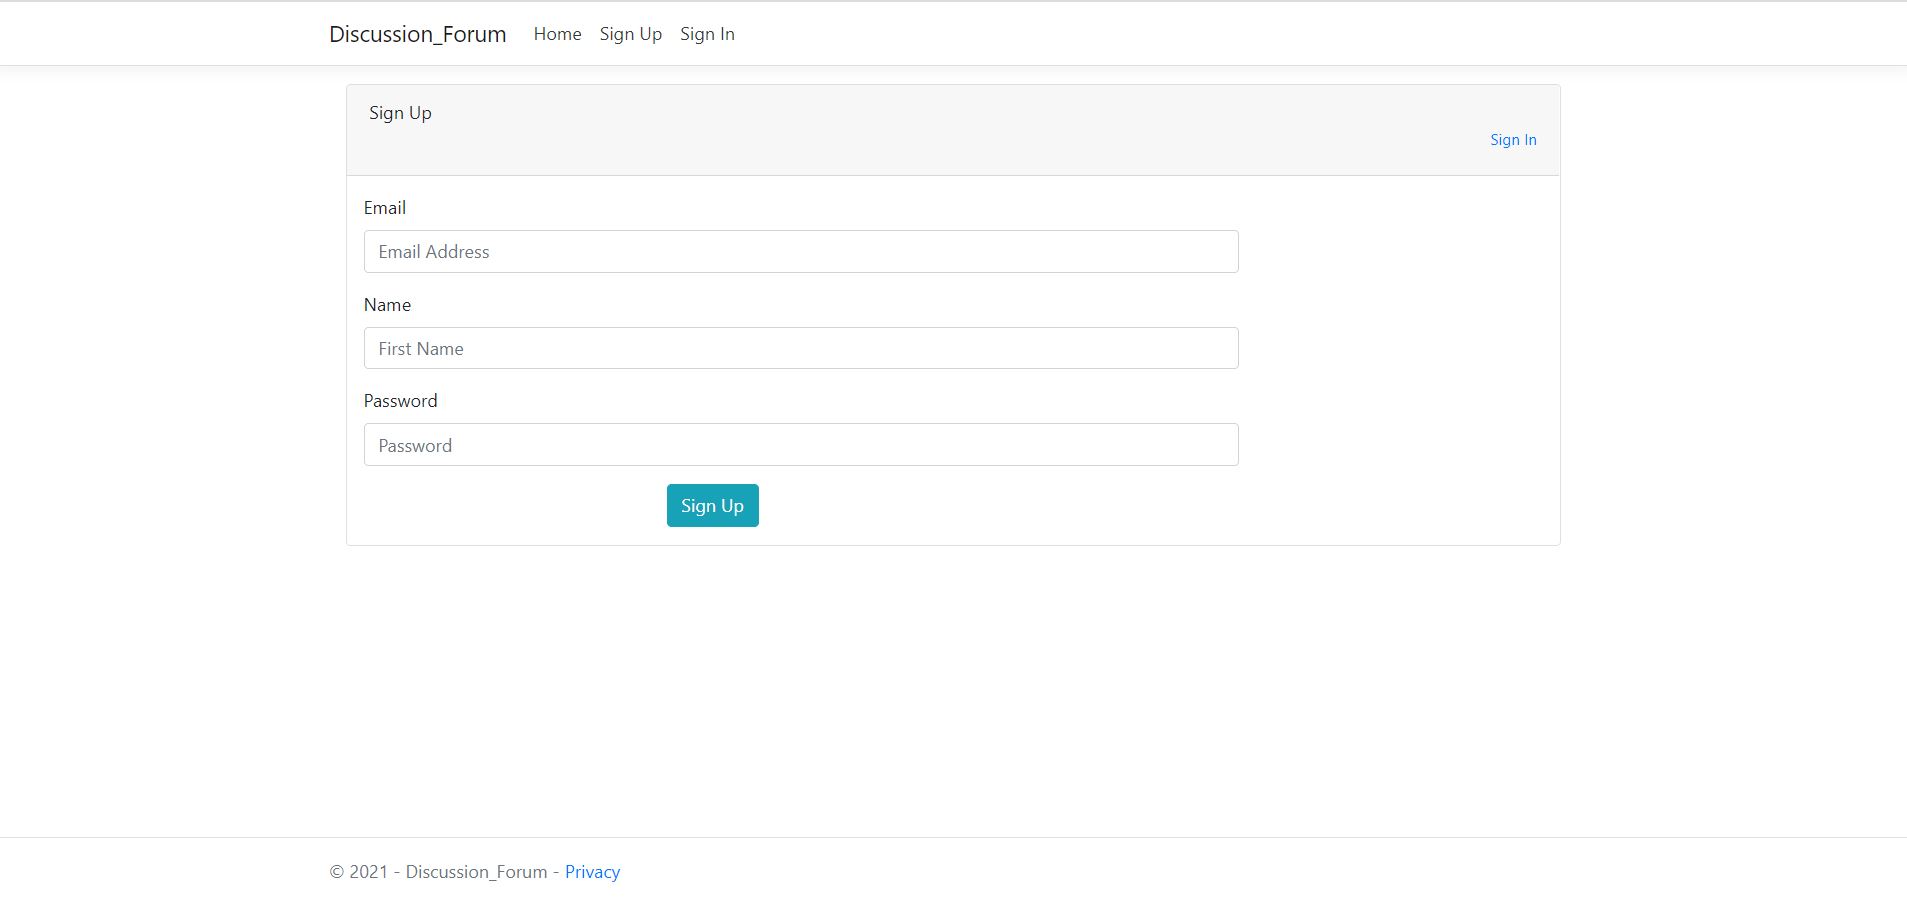 Discussion_Forum Home Sign Up Sign In
Sign Up
Sign In
Email
Email Address
Name
First Name
Password
Password
Sign Up
© 2021 - Discussion_Forum - Privacy